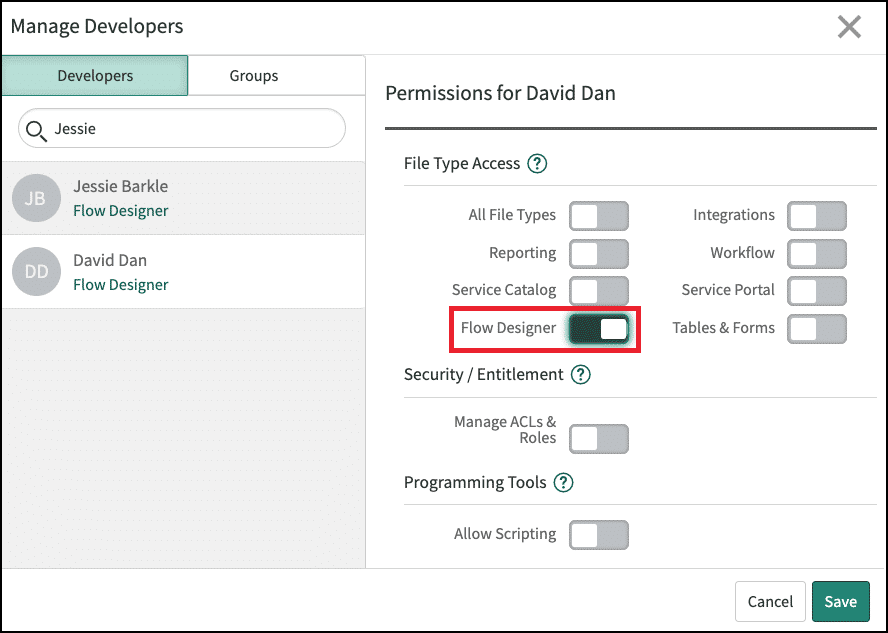 Manage Developers
Developers
Groups
Jessie
JB
Jessie Barkle
Flow Designer
DD
David Dan
Flow Designer
Permissions for David Dan
File Type Access ?
All File Types
Integrations
Reporting
Workflow
Service Catalog
Service Portal
Flow Designer
Tables & Forms
Security / Entitlement ?
Manage ACLs &
Roles
Programming Tools ?
Allow Scripting
Cancel
Save